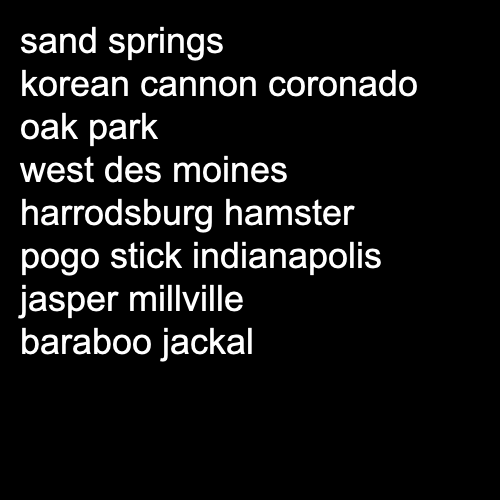 sand springs
korean cannon coronado
oak park
west des moines
harrodsburg hamster
pogo stick indianapolis
jasper millville
baraboo jackal